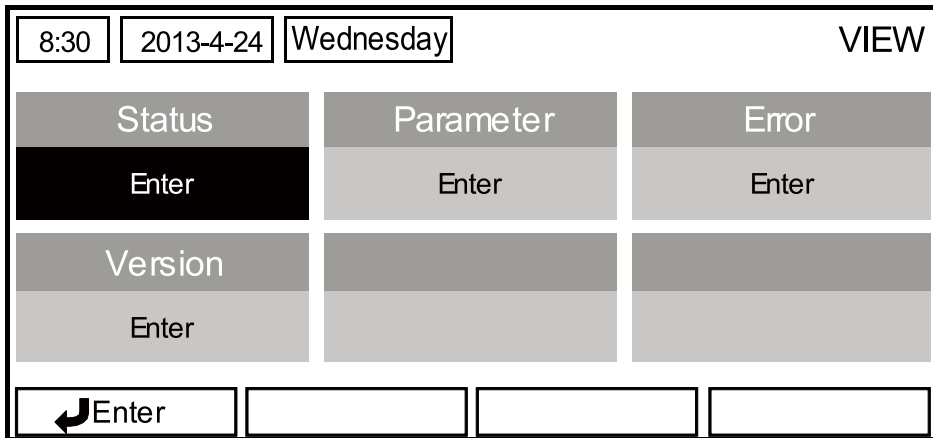 8:30 2013-4-24 Wednesday VIEW
Status Parameter Error
Enter Enter Enter
Version
Enter
Enter